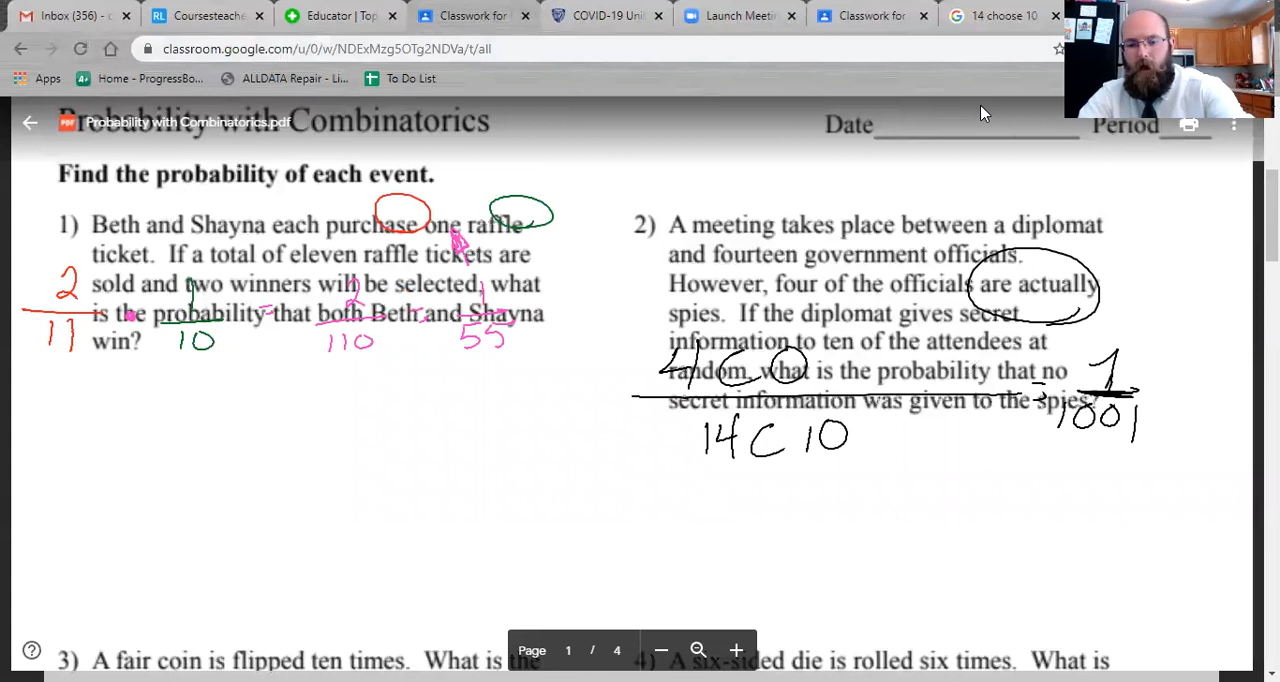 Inbox (356) - c
Coursesteache
Educator | Top
Classwork for
COVID-19 Uni
Launch Meeti
Classwork for
14 choose 10
classroom.google.com/u/0/w/NDExMzg5OTg2NDVa/t/all
Apps
Home - ProgressBo...
ALLDATA Repair - Li...
To Do List
Probability with Combinatorics
Probability with Combinatorics.pdf
Date
Period
Find the probability of each event.
1) Beth and Shayna each purchase one raffle
ticket. If a total of eleven raffle tickets are
sold and two winners will be selected, what
is the probability that both Beth and Shayna
win?
2/11
1/10
= 2/110
= 1/55
2) A meeting takes place between a diplomat
and fourteen government officials.
However, four of the officials are actually
spies. If the diplomat gives secret
information to ten of the attendees at
random, what is the probability that no
secret information was given to the spies?
4C0
14C10
= 1/1001
Page 1 / 4
3) A fair coin is flipped ten times. What is the
4) A six-sided die is rolled six times. What is